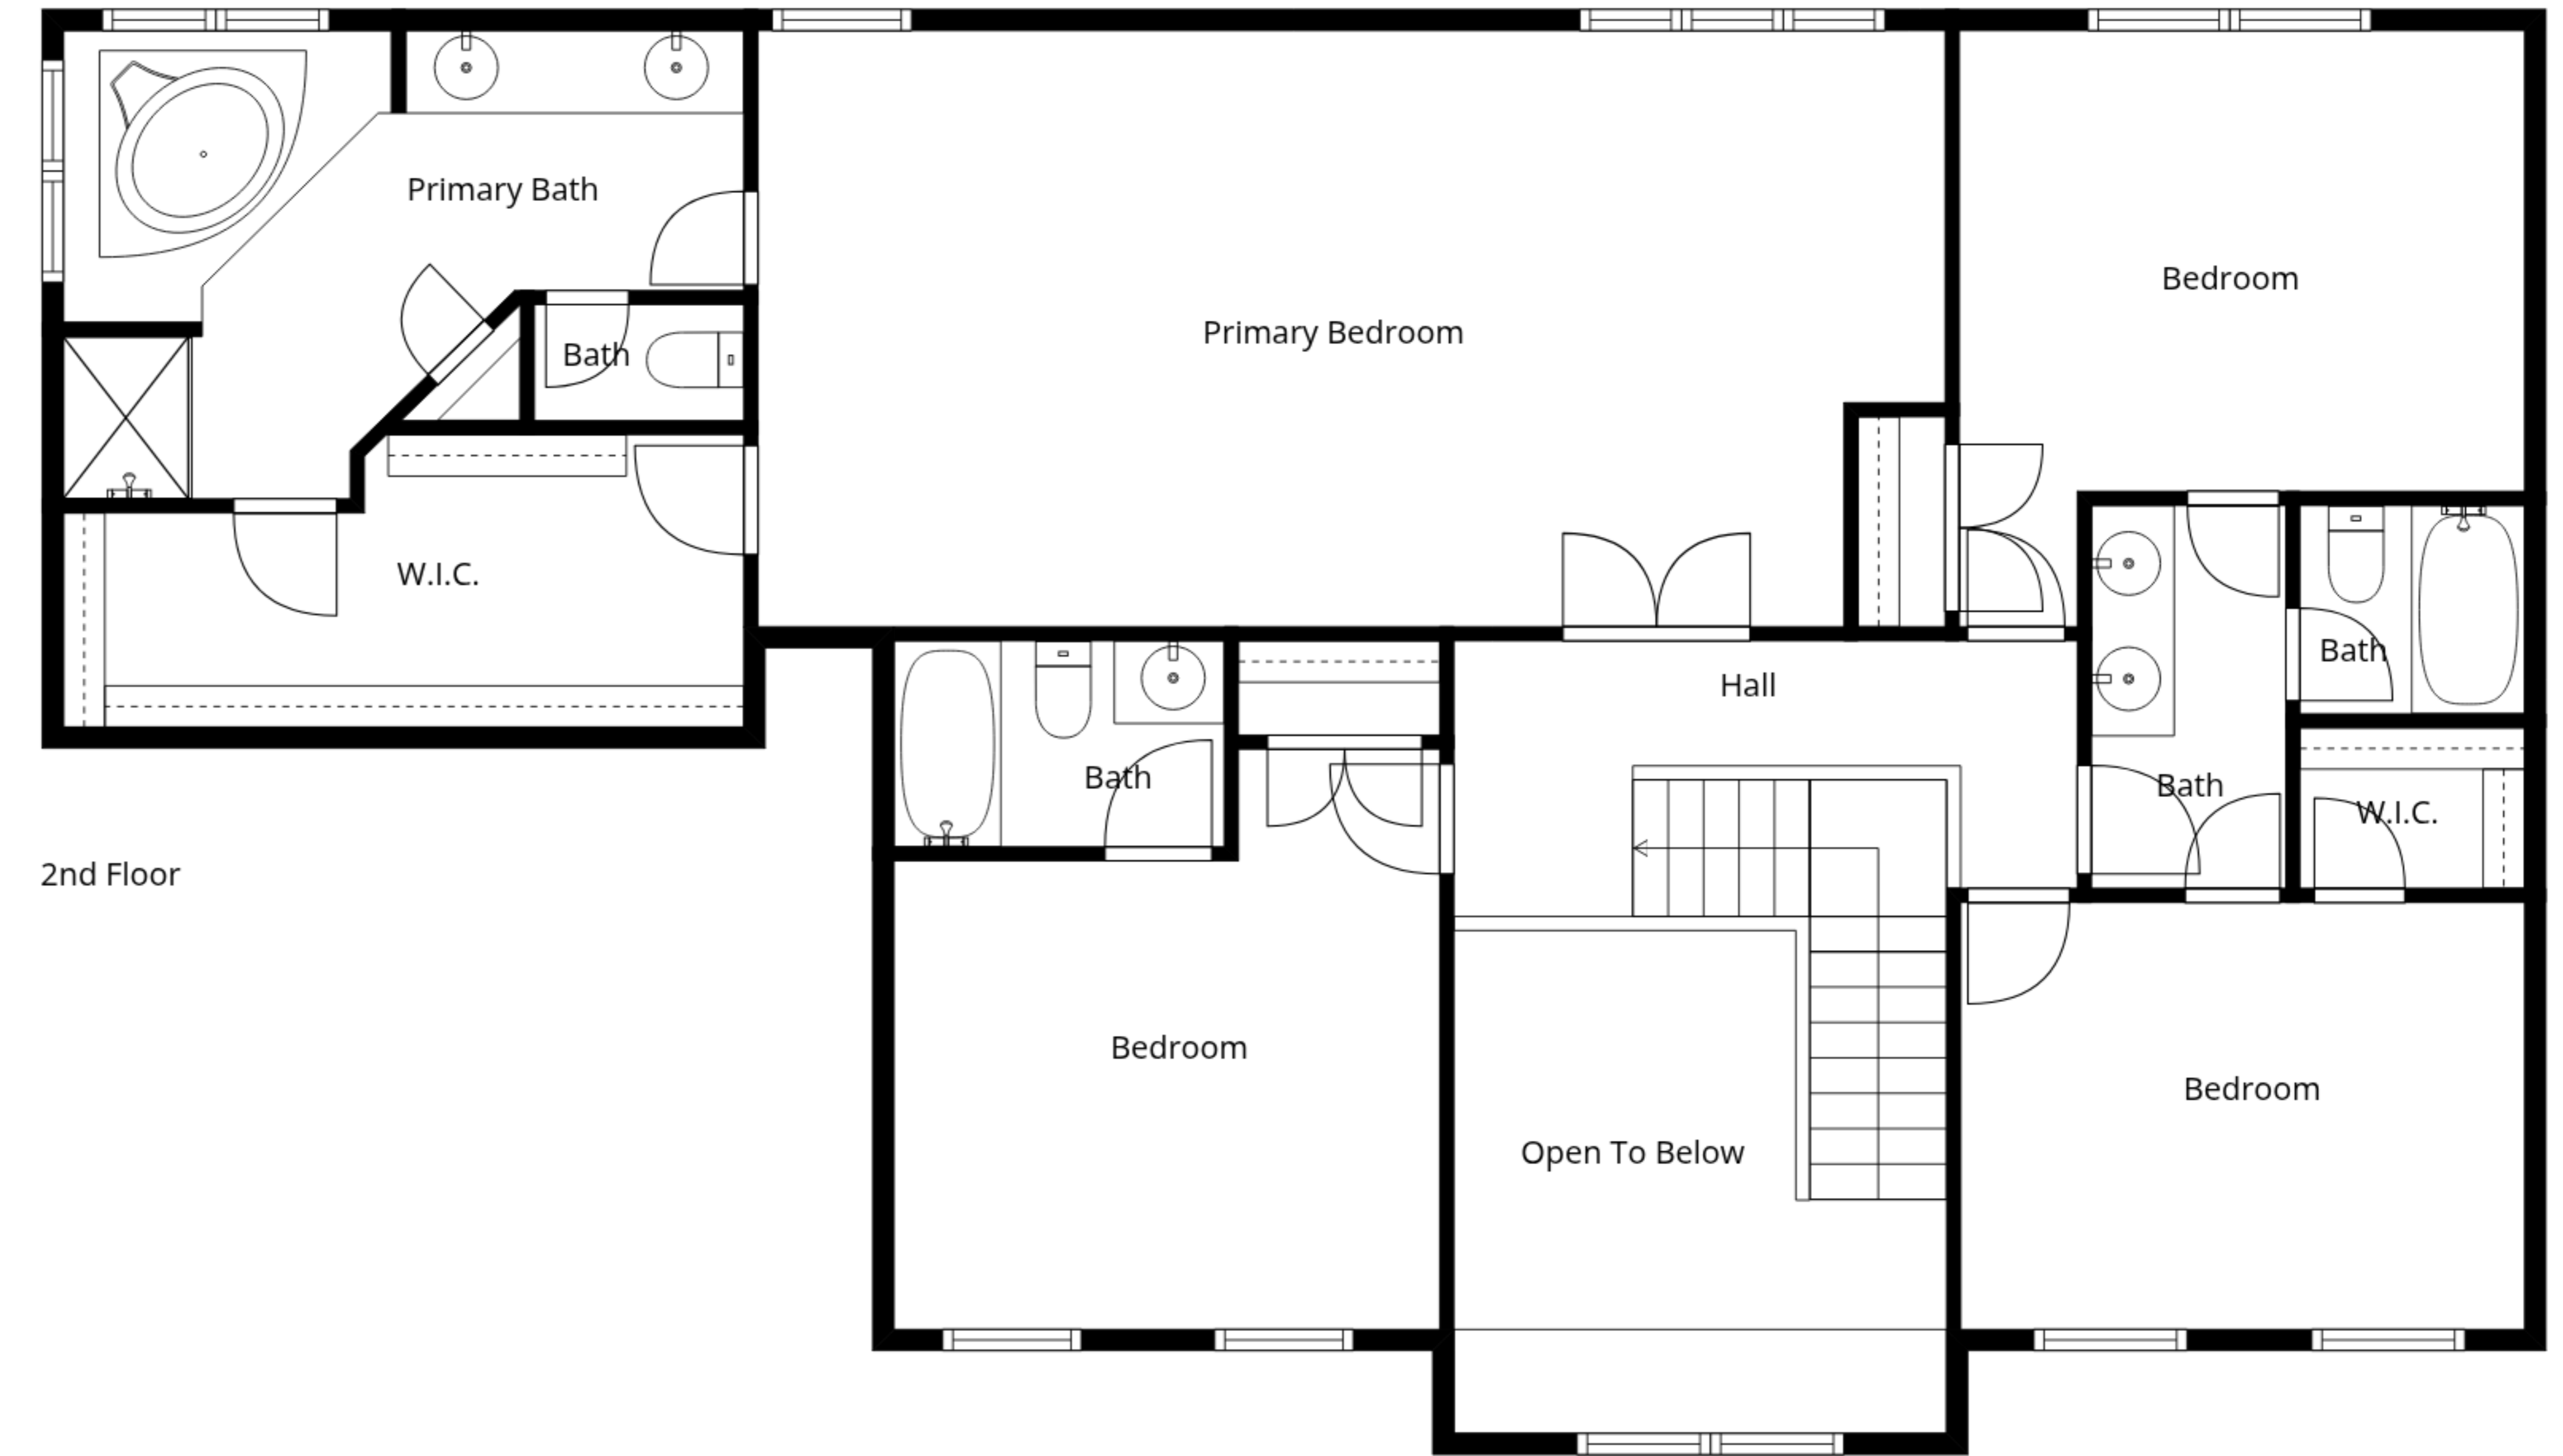 Primary Bath
Bedroom
Primary Bedroom
Bath
W.I.C.
Bath
Hall
Bath
Bath
W.I.C.
2nd Floor
Bedroom
Bedroom
Open To Below